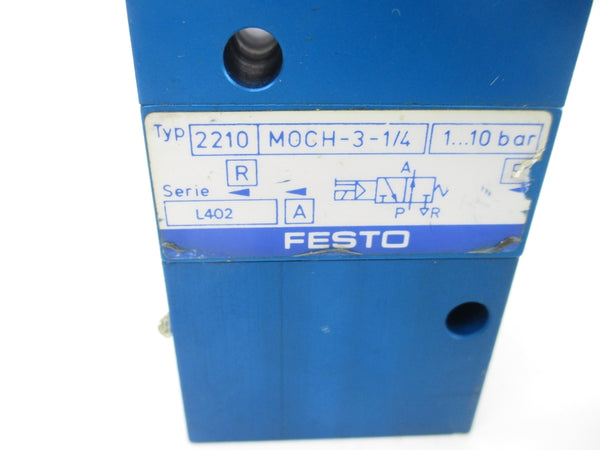 Typ 2210 MOCH-3-1/4 1...10 bar
R
A
Serie
L402 A
P R
FESTO